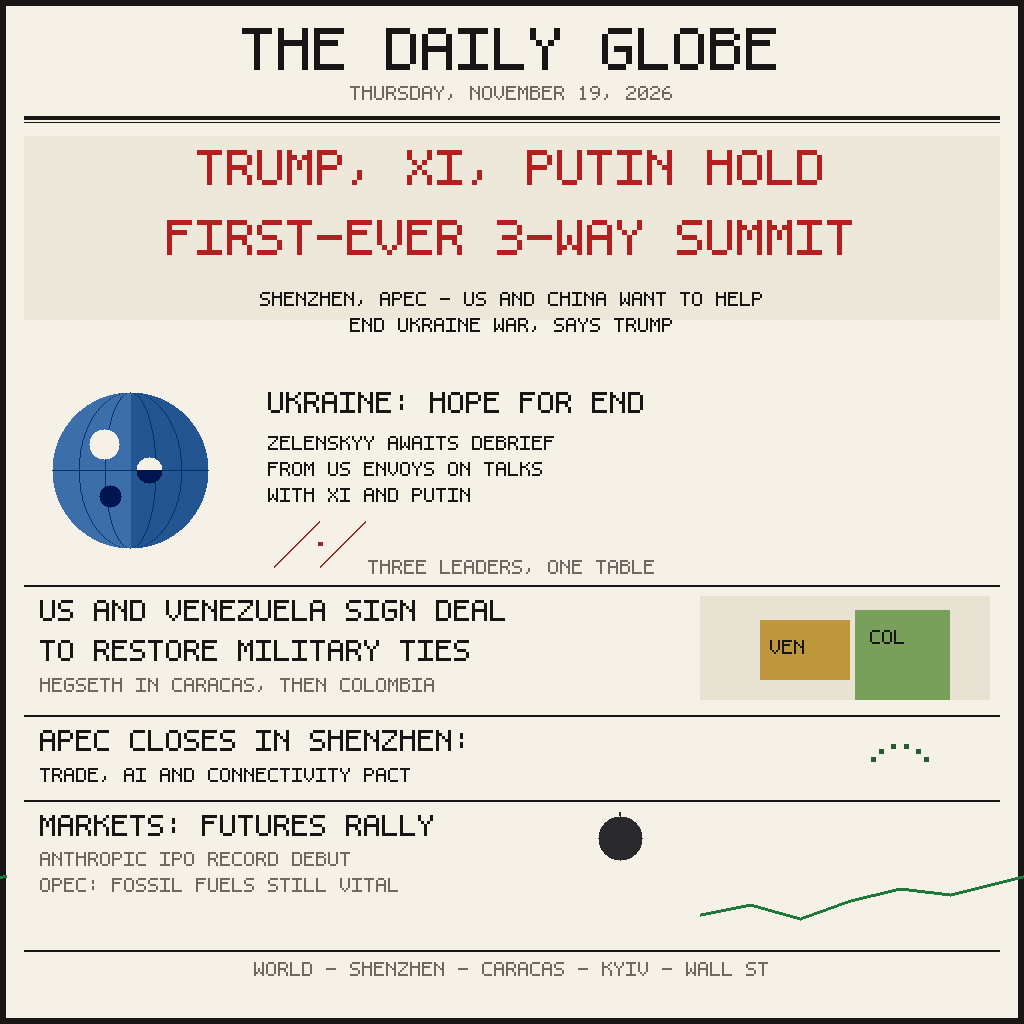 THE DAILY GLOBE
THURSDAY, NOVEMBER 19, 2026
TRUMP, XI, PUTIN HOLD
FIRST-EVER 3-WAY SUMMIT
SHENZHEN, APEC - US AND CHINA WANT TO HELP
END UKRAINE WAR, SAYS TRUMP
UKRAINE: HOPE FOR END
ZELENSKYY AWAITS DEBRIEF
FROM US ENVOYS ON TALKS
WITH XI AND PUTIN
THREE LEADERS, ONE TABLE
US AND VENEZUELA SIGN DEAL
TO RESTORE MILITARY TIES
HEGSETH IN CARACAS, THEN COLOMBIA
VEN
COL
APEC CLOSES IN SHENZHEN:
TRADE, AI AND CONNECTIVITY PACT
MARKETS: FUTURES RALLY
ANTHROPIC IPO RECORD DEBUT
OPEC: FOSSIL FUELS STILL VITAL
WORLD - SHENZHEN - CARACAS - KYIV - WALL ST